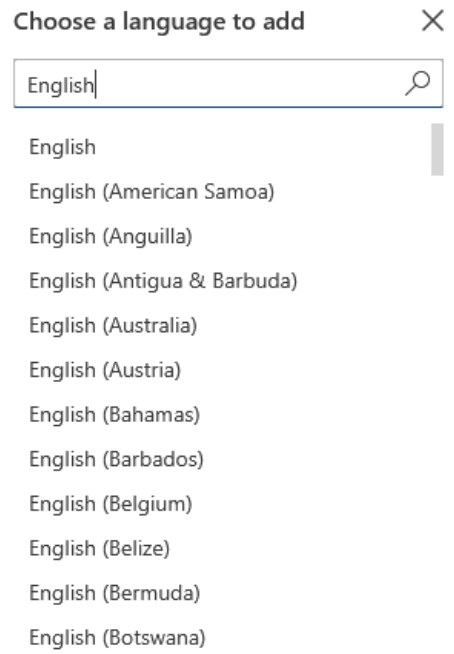 Choose a language to add
English
English
English (American Samoa)
English (Anguilla)
English (Antigua & Barbuda)
English (Australia)
English (Austria)
English (Bahamas)
English (Barbados)
English (Belgium)
English (Belize)
English (Bermuda)
English (Botswana)